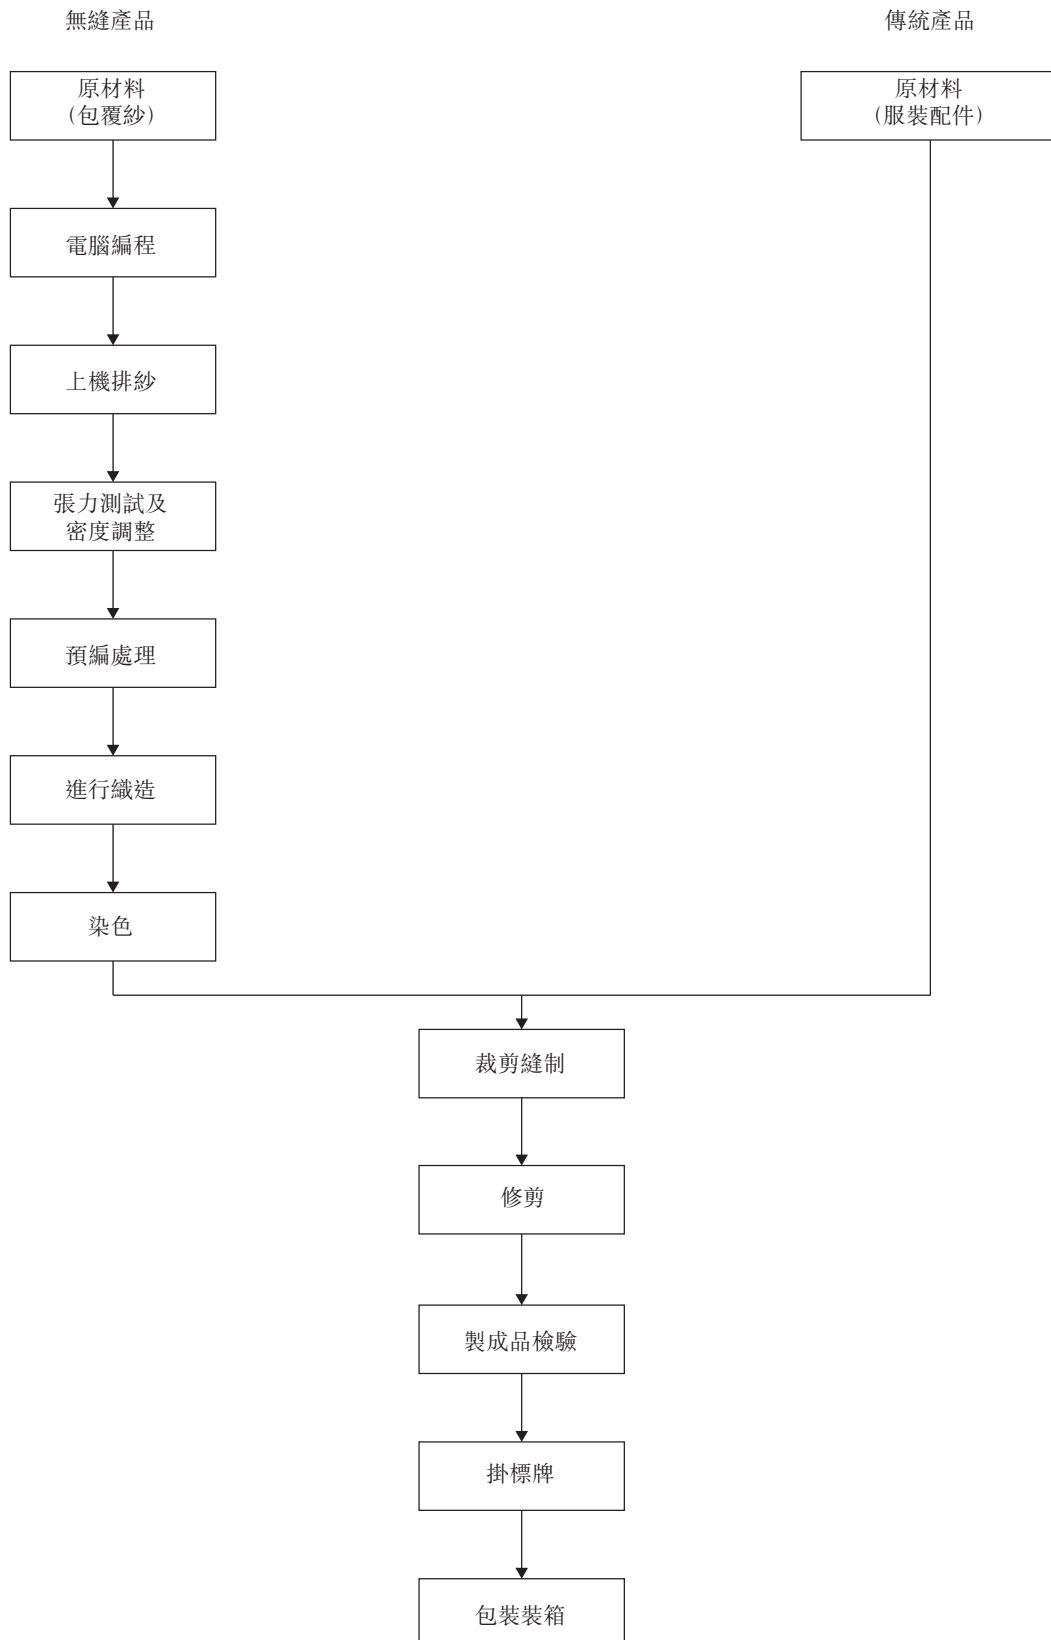 無縫產品
傳統產品
原材料
（包覆紗）
原材料
（服裝配件）
電腦編程
上機排紗
張力測試及
密度調整
預編處理
進行織造
染色
裁剪縫制
修剪
製成品檢驗
掛標牌
包裝裝箱